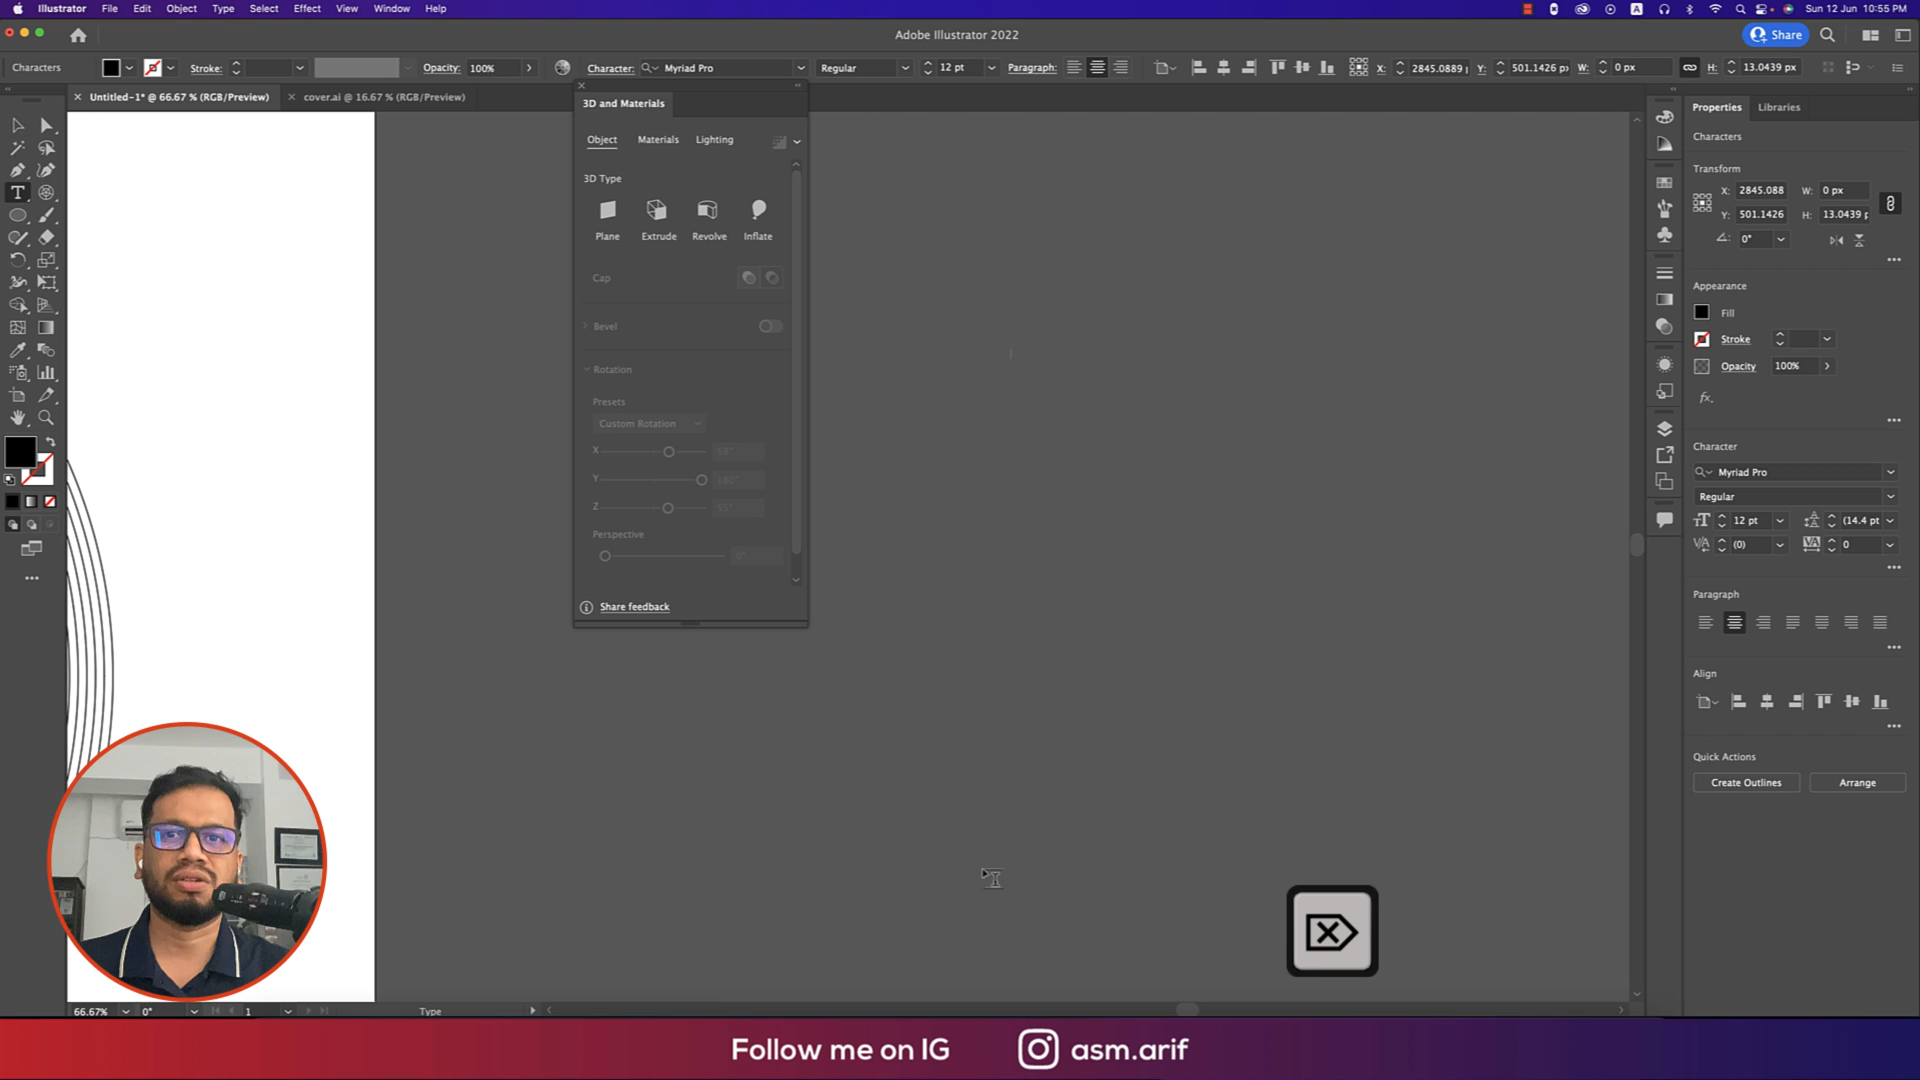 Illustrator File Edit Object Type Select Effect View Window Help
A Sun 12 Jun 10:55 PM
Adobe Illustrator 2022
Share
Characters Stroke: Opacity: 100% Character: Myriad Pro Regular 12 pt Paragraph: X: 2845.0889 Y: 501.1426 px W: 0 px H: 13.0439 px
Untitled-1* @ 66.67 % (RGB/Preview) cover.ai @ 16.67 % (RGB/Preview)
3D and Materials
Object Materials Lighting
3D Type
Plane Extrude Revolve Inflate
Cap
Bevel
Rotation
Presets
Custom Rotation
X 58°
Y 180°
Z 55°
Perspective
0°
Share feedback
Properties Libraries
Characters
Transform
X: 2845.088 W: 0 px
Y: 501.1426 H: 13.0439 p
0°
Appearance
Fill
Stroke
Opacity 100%
fx.
Character
Myriad Pro
Regular
12 pt (14.4 pt
(0) 0
Paragraph
Align
Quick Actions
Create Outlines Arrange
66.67% 0° 1 Type
Follow me on IG asm.arif